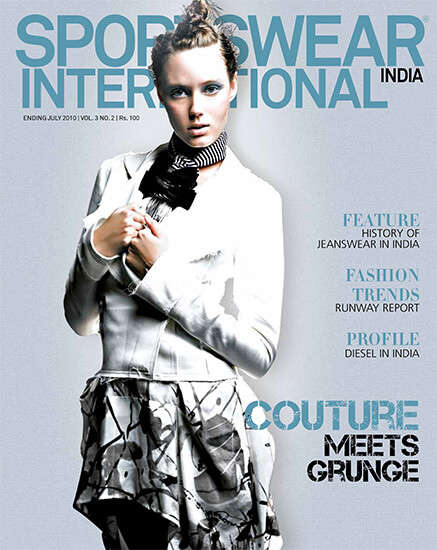 SPORTSWEAR
INTERNATIONAL INDIA
ENDING JULY 2010 | VOL. 3 NO. 2 | Rs. 100
FEATURE
HISTORY OF
JEANSWEAR IN INDIA
FASHION
TRENDS
RUNWAY REPORT
PROFILE
DIESEL IN INDIA
COUTURE
MEETS
GRUNGE